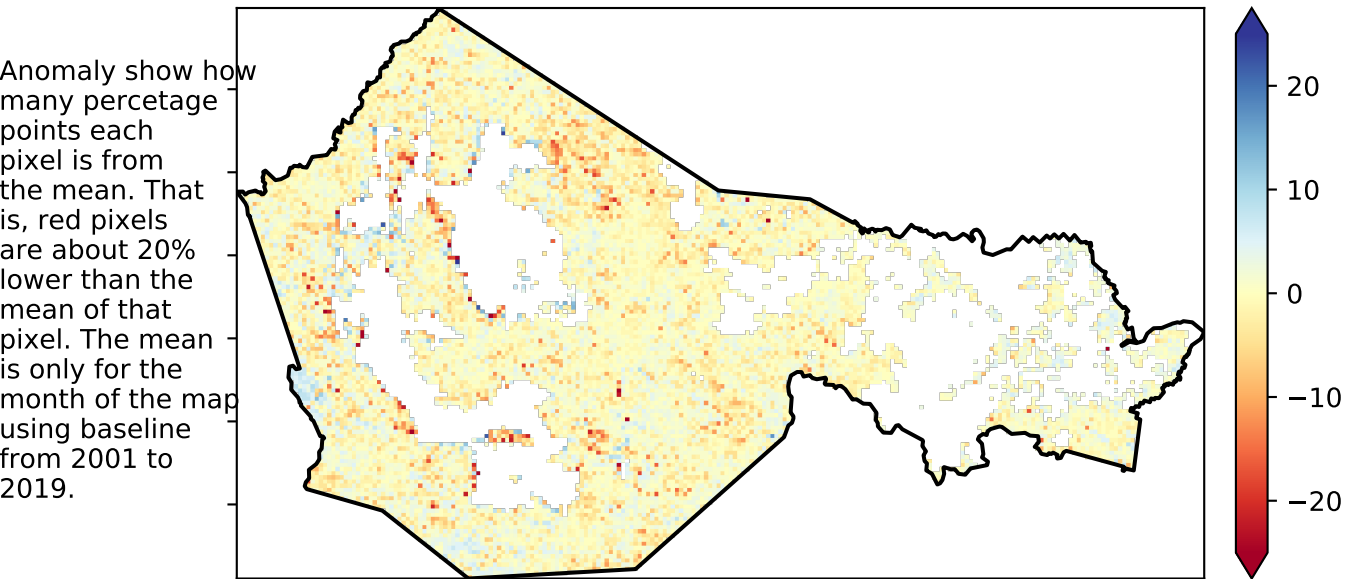 Anomaly show how
many percetage
points each
pixel is from
the mean. That
is, red pixels
are about 20%
lower than the
mean of that
pixel. The mean
is only for the
month of the map
using baseline
from 2001 to
2019.
20
10
0
−10
−20